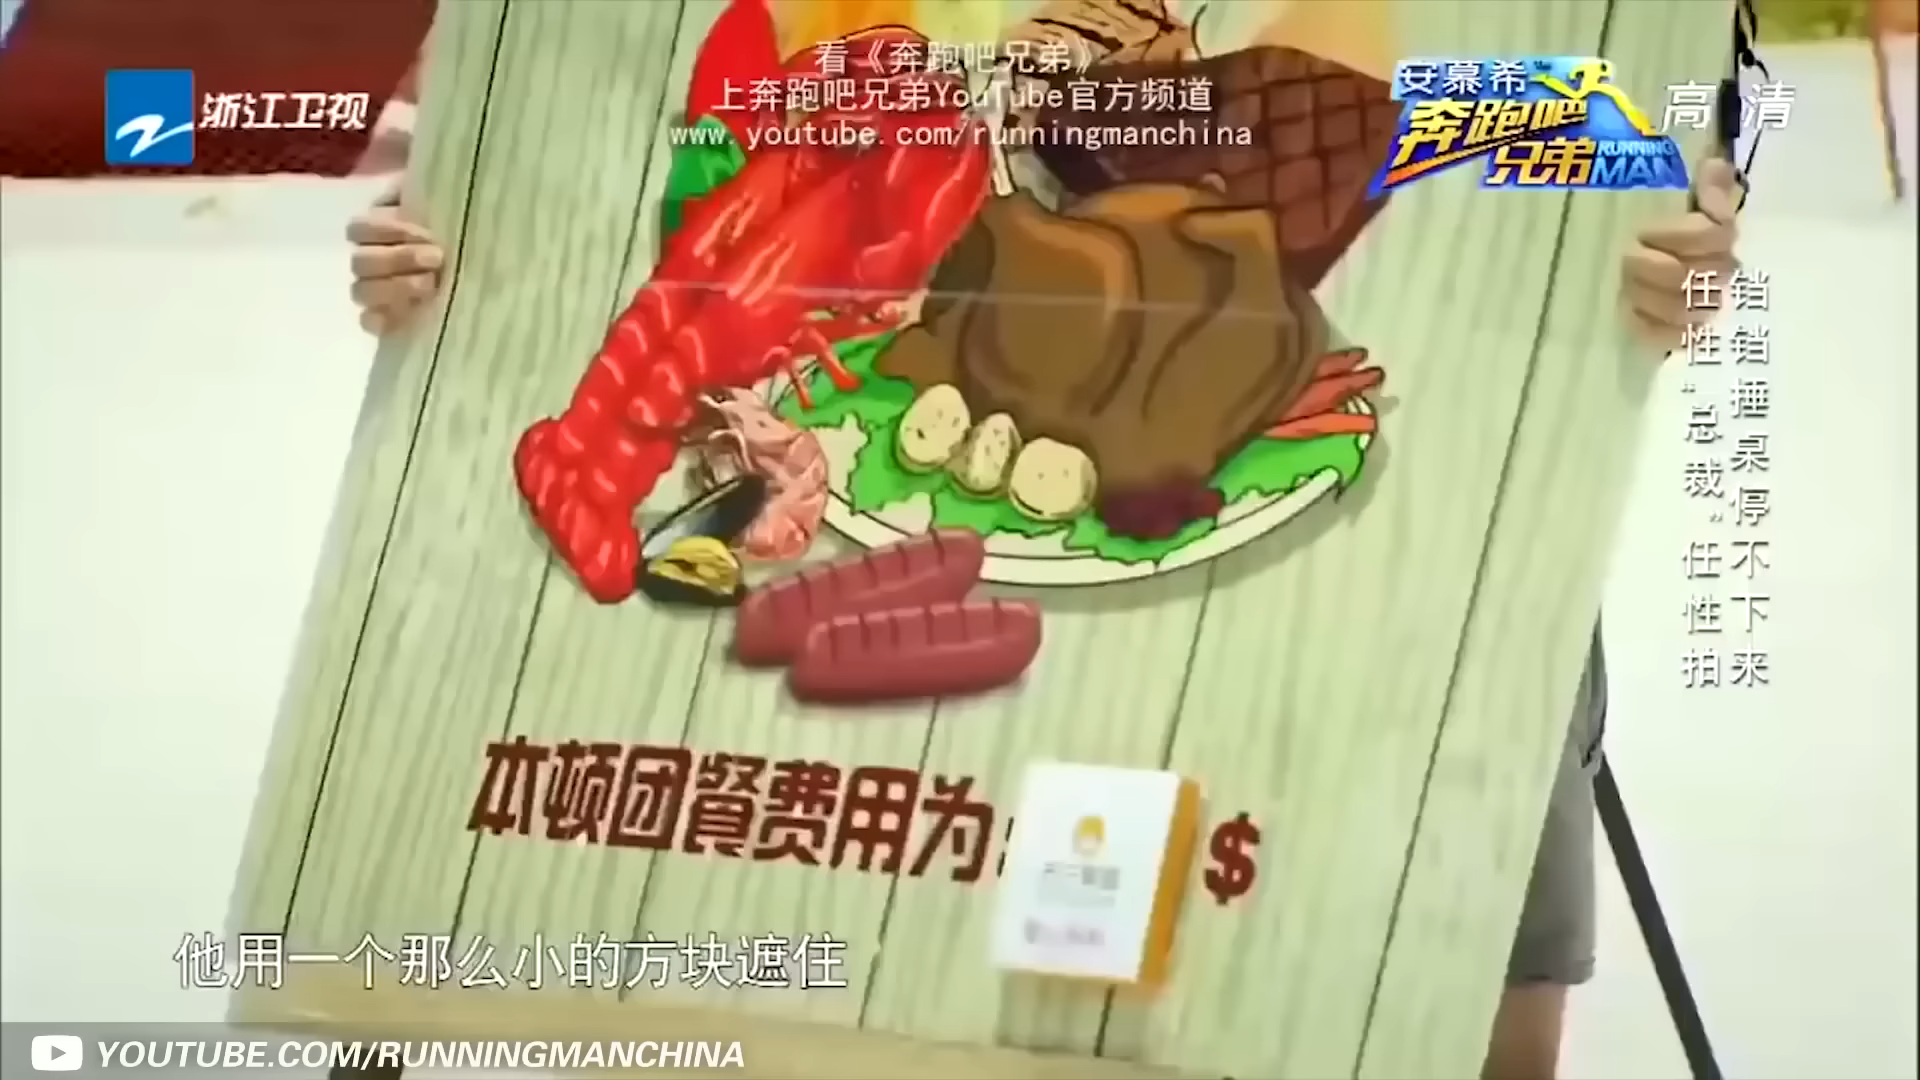 看《奔跑吧兄弟》
上奔跑吧兄弟YouTube官方频道
www.youtube.com/runningmanchina
浙江卫视
安慕希
奔跑吧
兄弟
RUNNING
MAN
高清
铛铛捶桌停不下来
任性“总裁”任性拍
本顿团餐费用为:
$
他用一个那么小的方块遮住
YOUTUBE.COM/RUNNINGMANCHINA